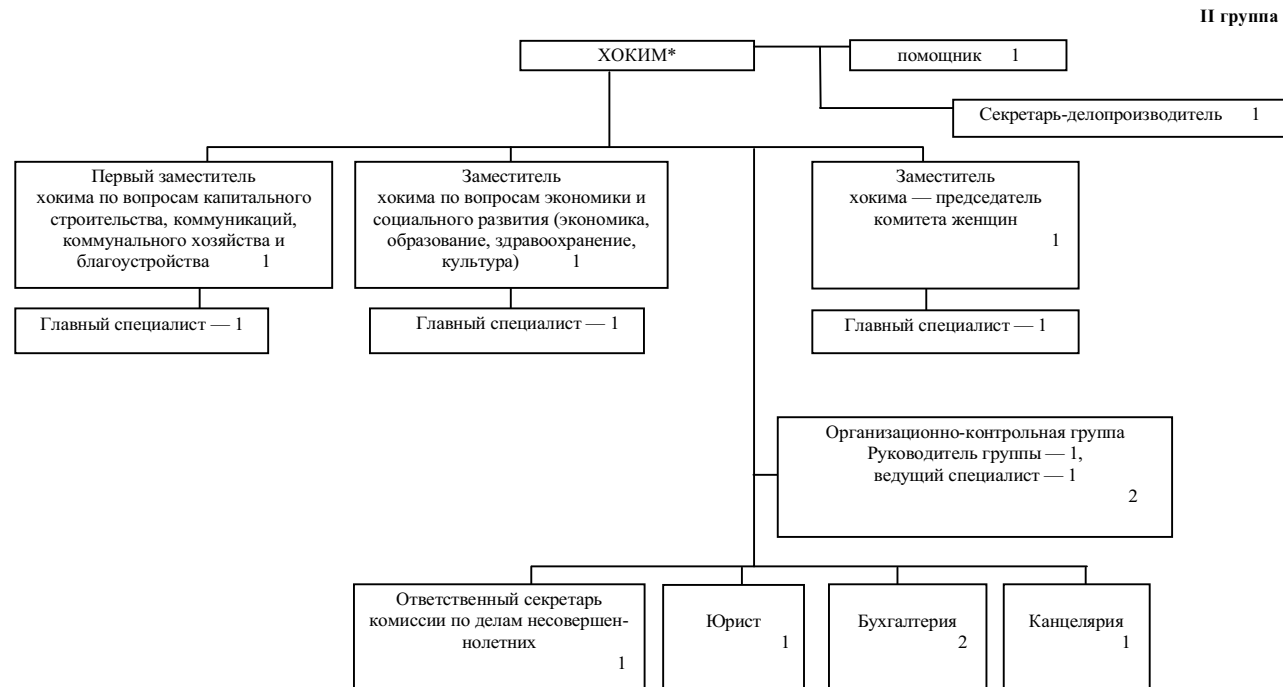 II группа
ХОКИМ*
помощник 1
Секретарь-делопроизводитель 1
Первый заместитель
хокима по вопросам капитального
строительства, коммуникаций,
коммунального хозяйства и
благоустройства 1
Заместитель
хокима по вопросам экономики и
социального развития (экономика,
образование, здравоохранение,
культура) 1
Заместитель
хокима — председатель
комитета женщин
1
Главный специалист — 1
Главный специалист — 1
Главный специалист — 1
Организационно-контрольная группа
Руководитель группы — 1,
ведущий специалист — 1
2
Ответственный секретарь
комиссии по делам несовершен-
нолетних
1
Юрист
1
Бухгалтерия
2
Канцелярия
1